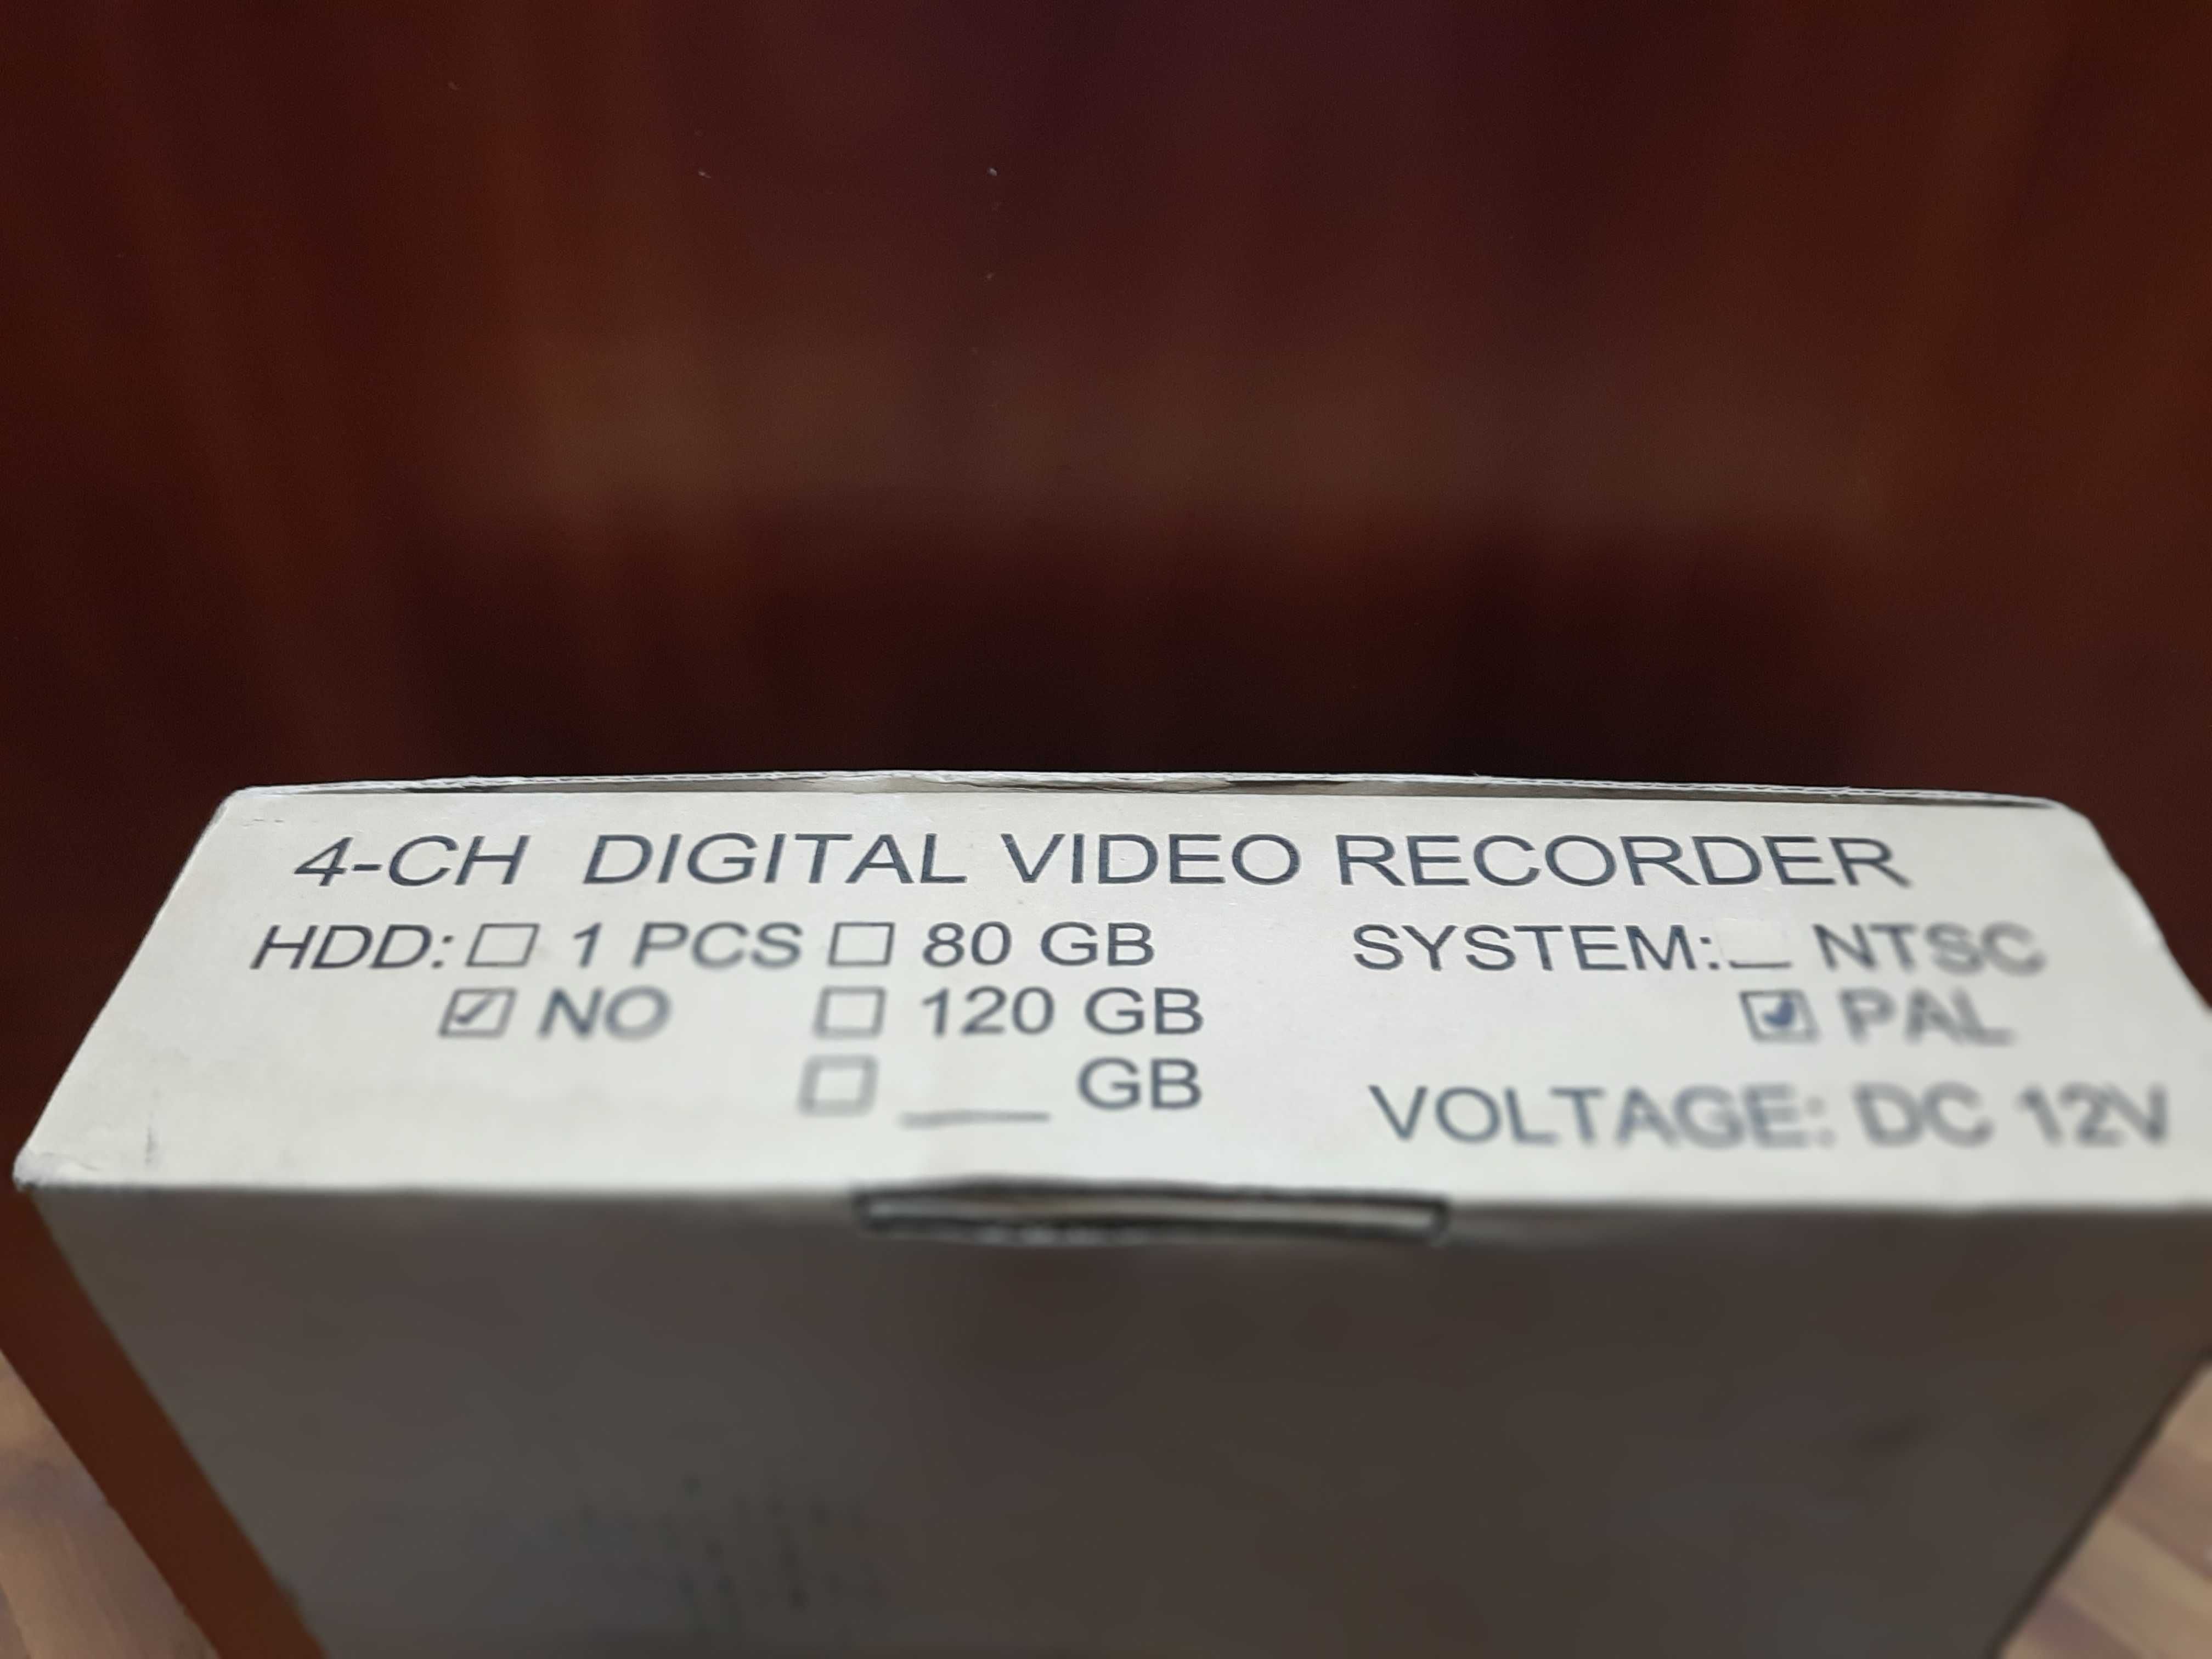 4-CH DIGITAL VIDEO RECORDER
HDD: ☐ 1 PCS ☐ 80 GB SYSTEM: NTSC
☑ NO ☐ 120 GB ☑ PAL
☐ ___ GB VOLTAGE: DC 12V